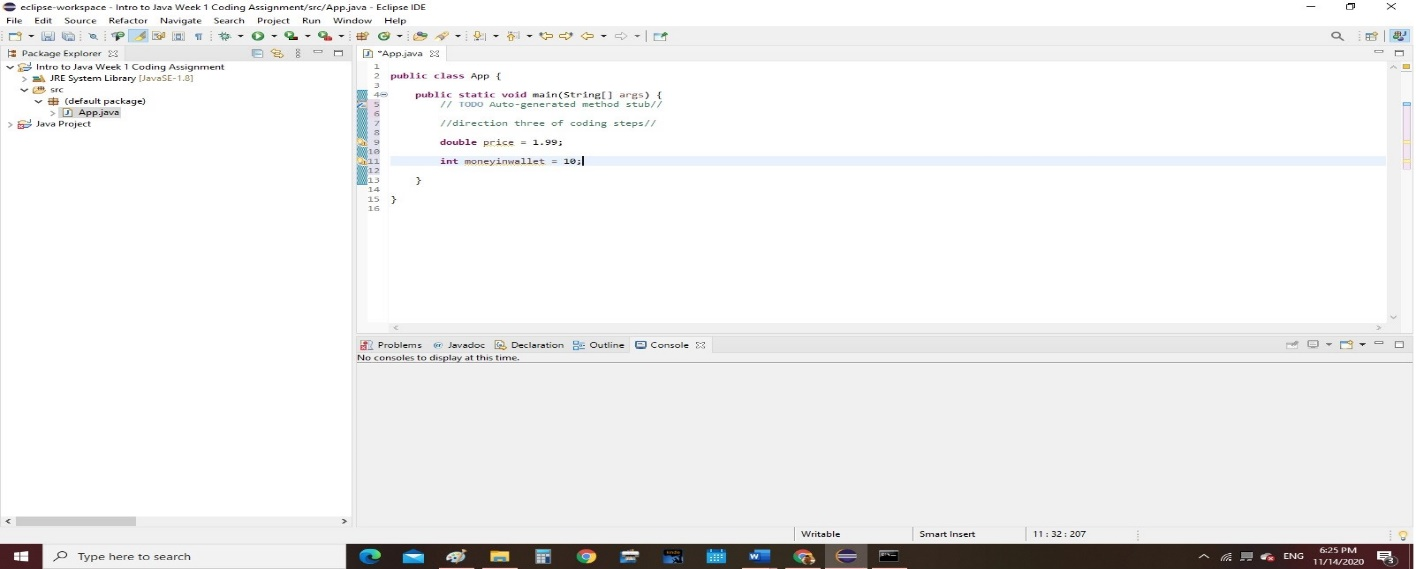 eclipse-workspace - Intro to Java Week 1 Coding Assignment/src/App.java - Eclipse IDE
File Edit Source Refactor Navigate Search Project Run Window Help
Package Explorer
Intro to Java Week 1 Coding Assignment
JRE System Library [JavaSE-1.8]
src
(default package)
App.java
Java Project
*App.java
1
2 public class App {
3
4 public static void main(String[] args) {
5 // TODO Auto-generated method stub//
6
7 //direction three of coding steps//
8
9 double price = 1.99;
10
11 int moneyinwallet = 10;
12
13 }
14
15 }
16
Problems Javadoc Declaration Outline Console
No consoles to display at this time.
Writable Smart Insert 11 : 32 : 207
Type here to search
ENG 6:25 PM
11/14/2020
3